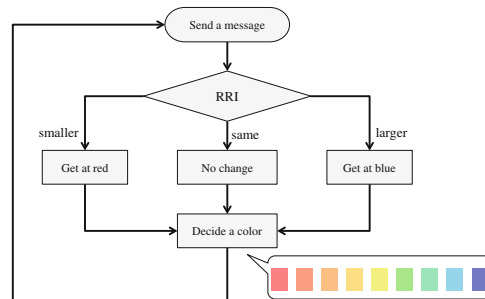 Send a message
RRI
smaller
same
larger
Get at red
No change
Get at blue
Decide a color